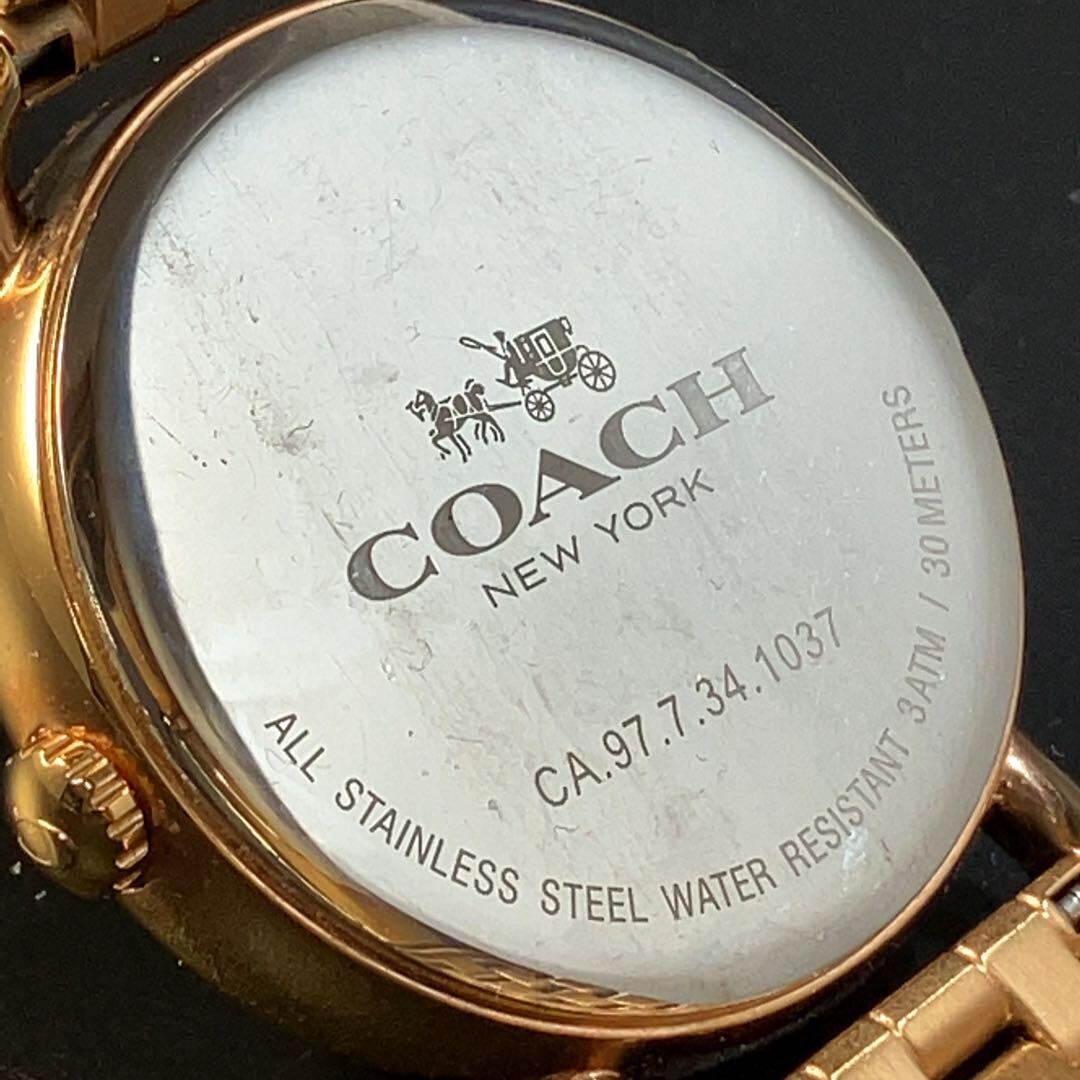 COACH
NEW YORK
CA.97.7.34.1037
ALL STAINLESS STEEL WATER RESISTANT 3ATM / 30 METERS